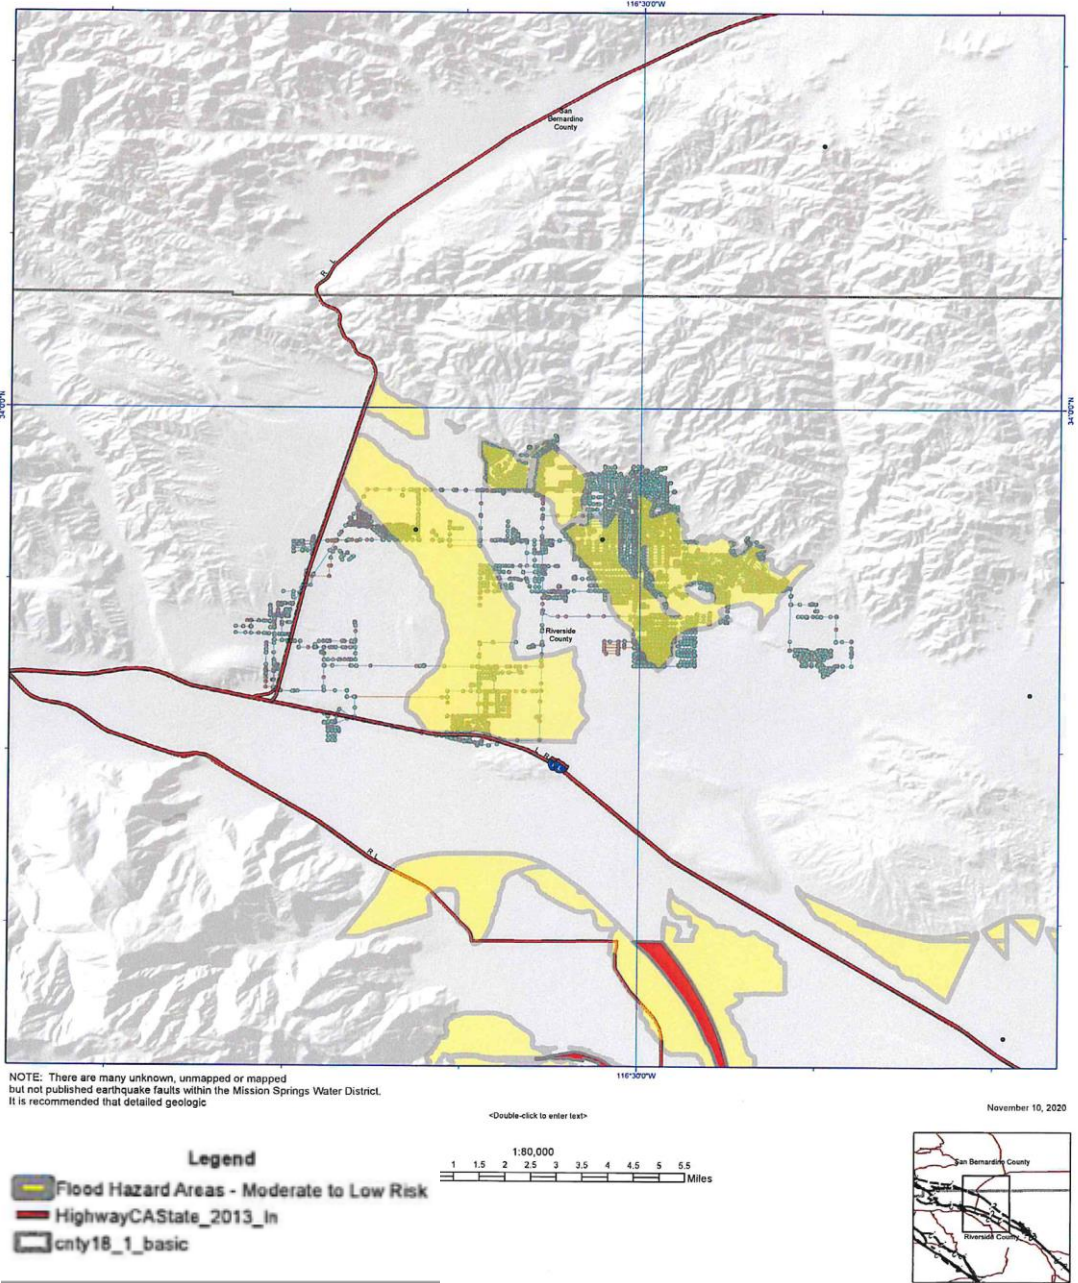 116°30'0"W
San
Bernardino
County
R L
34°0'0"N
34°0'0"N
Riverside
County
L R
R L
116°30'0"W
NOTE: There are many unknown, unmapped or mapped
but not published earthquake faults within the Mission Springs Water District.
It is recommended that detailed geologic
<Double-click to enter text>
November 10, 2020
Legend
Flood Hazard Areas - Moderate to Low Risk
HighwayCAState_2013_ln
cnty18_1_basic
1:80,000
1 1.5 2 2.5 3 3.5 4 4.5 5 5.5
Miles
San Bernardino County
Riverside County